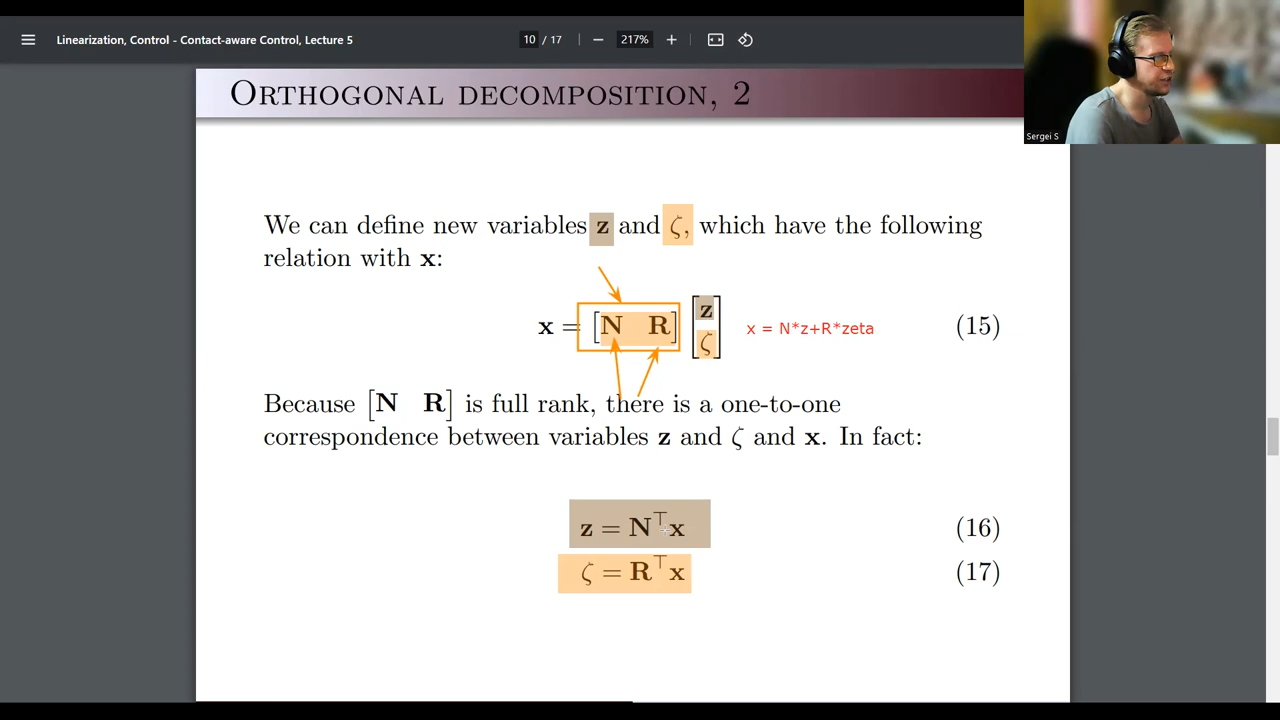 Linearization, Control - Contact-aware Control, Lecture 5
10 / 17
217%
Sergei S
ORTHOGONAL DECOMPOSITION, 2
We can define new variables z and ζ, which have the following
relation with x:
x = [N R] [z ζ] x = N*z+R*zeta (15)
Because [N R] is full rank, there is a one-to-one
correspondence between variables z and ζ and x. In fact:
z = N⊤x (16)
ζ = R⊤x (17)